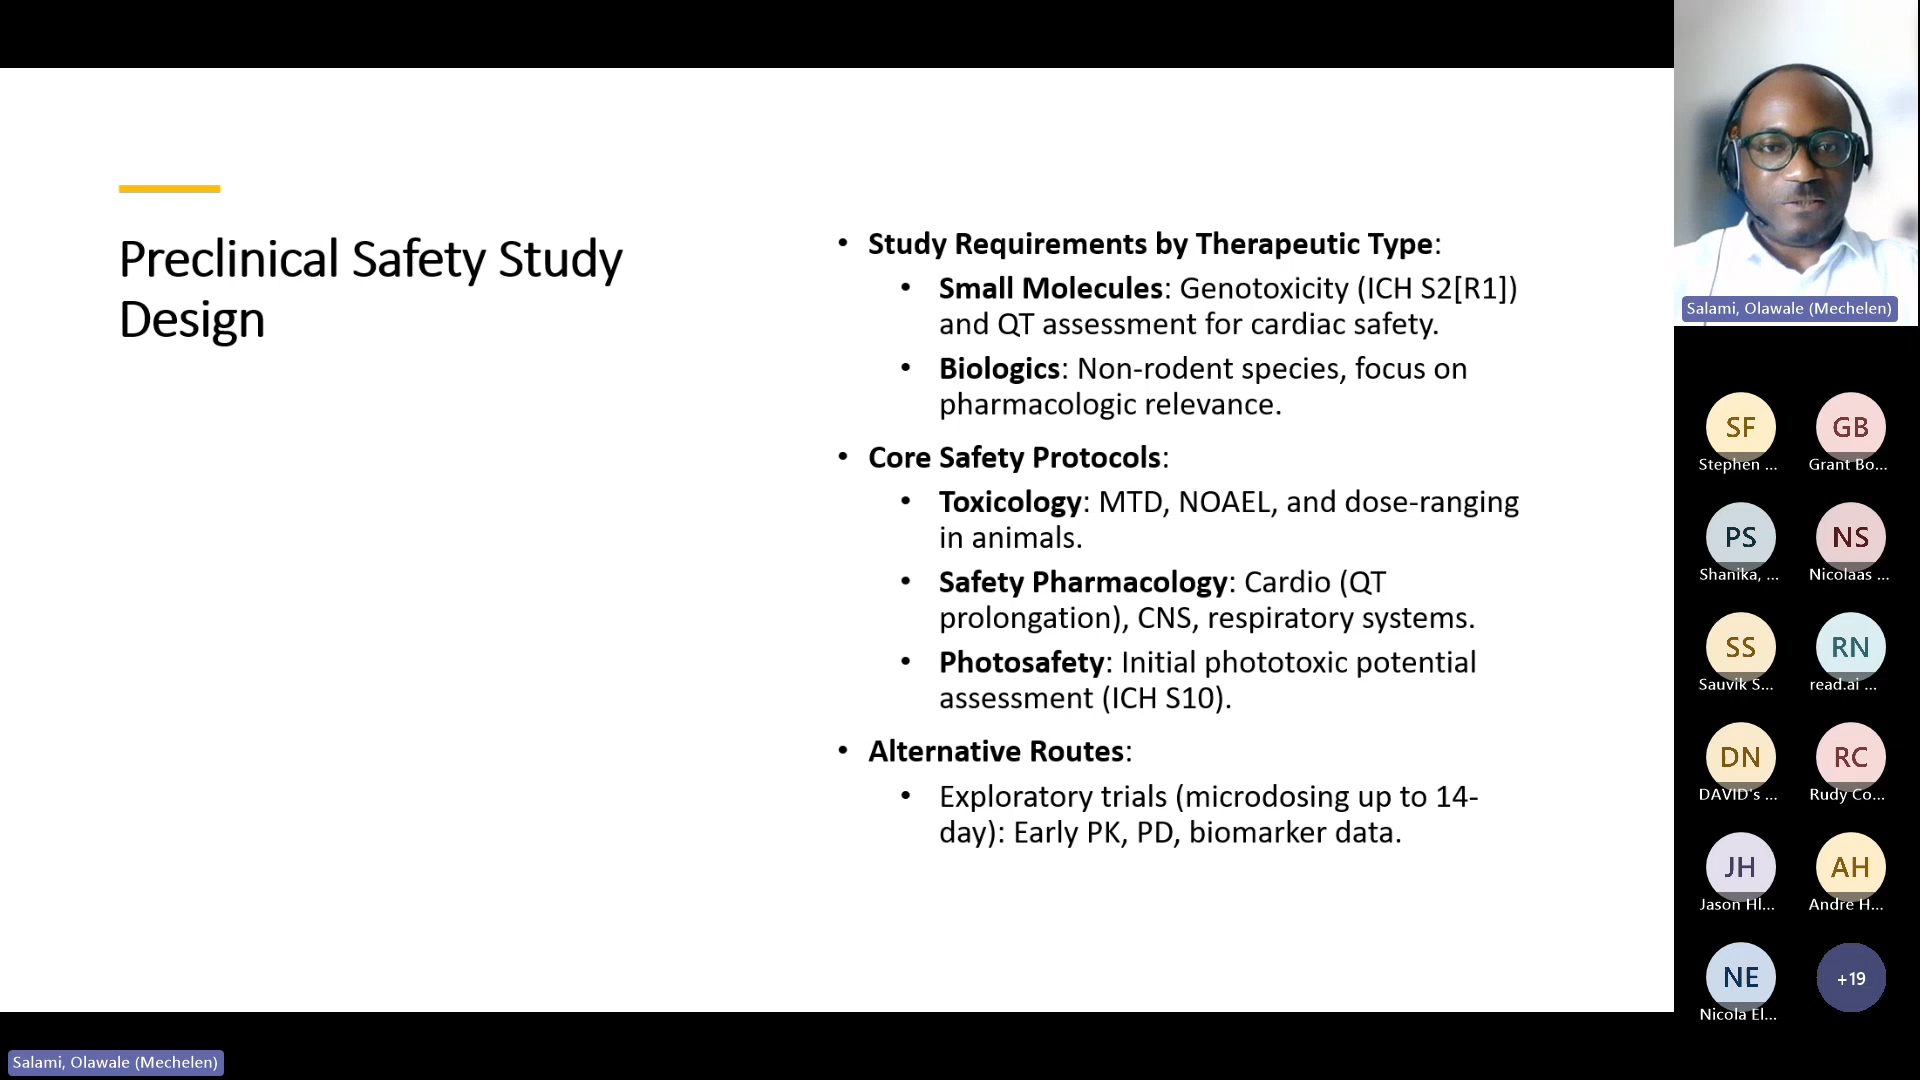 Preclinical Safety Study
Design
• Study Requirements by Therapeutic Type:
• Small Molecules: Genotoxicity (ICH S2[R1])
and QT assessment for cardiac safety.
• Biologics: Non-rodent species, focus on
pharmacologic relevance.
• Core Safety Protocols:
• Toxicology: MTD, NOAEL, and dose-ranging
in animals.
• Safety Pharmacology: Cardio (QT
prolongation), CNS, respiratory systems.
• Photosafety: Initial phototoxic potential
assessment (ICH S10).
• Alternative Routes:
• Exploratory trials (microdosing up to 14-
day): Early PK, PD, biomarker data.
Salami, Olawale (Mechelen)
SF
Stephen ...
GB
Grant Bo...
PS
Shanika, ...
NS
Nicolaas ...
SS
Sauvik S...
RN
read.ai ...
DN
DAVID's ...
RC
Rudy Co...
JH
Jason Hl...
AH
Andre H...
NE
Nicola El...
+19
Salami, Olawale (Mechelen)